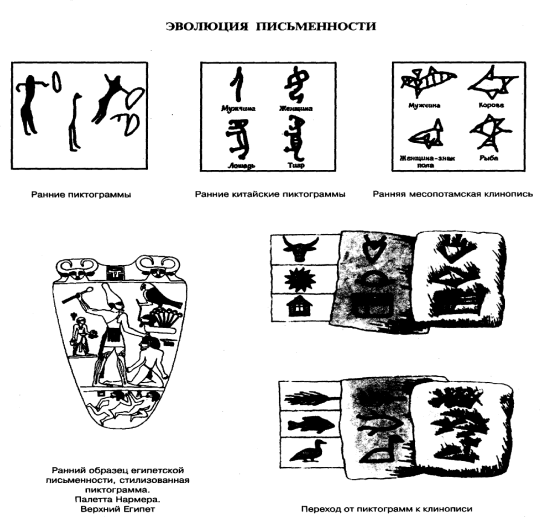 ЭВОЛЮЦИЯ ПИСЬМЕННОСТИ
Мужчина
Женщина
Лошадь
Тигр
Мужчина
Корова
Женщина-знак
пола
Рыба
Ранние пиктограммы
Ранние китайские пиктограммы
Ранняя месопотамская клинопись
Ранний образец египетской
письменности, стилизованная
пиктограмма.
Палетта Нармера.
Верхний Египет
Переход от пиктограмм к клинописи